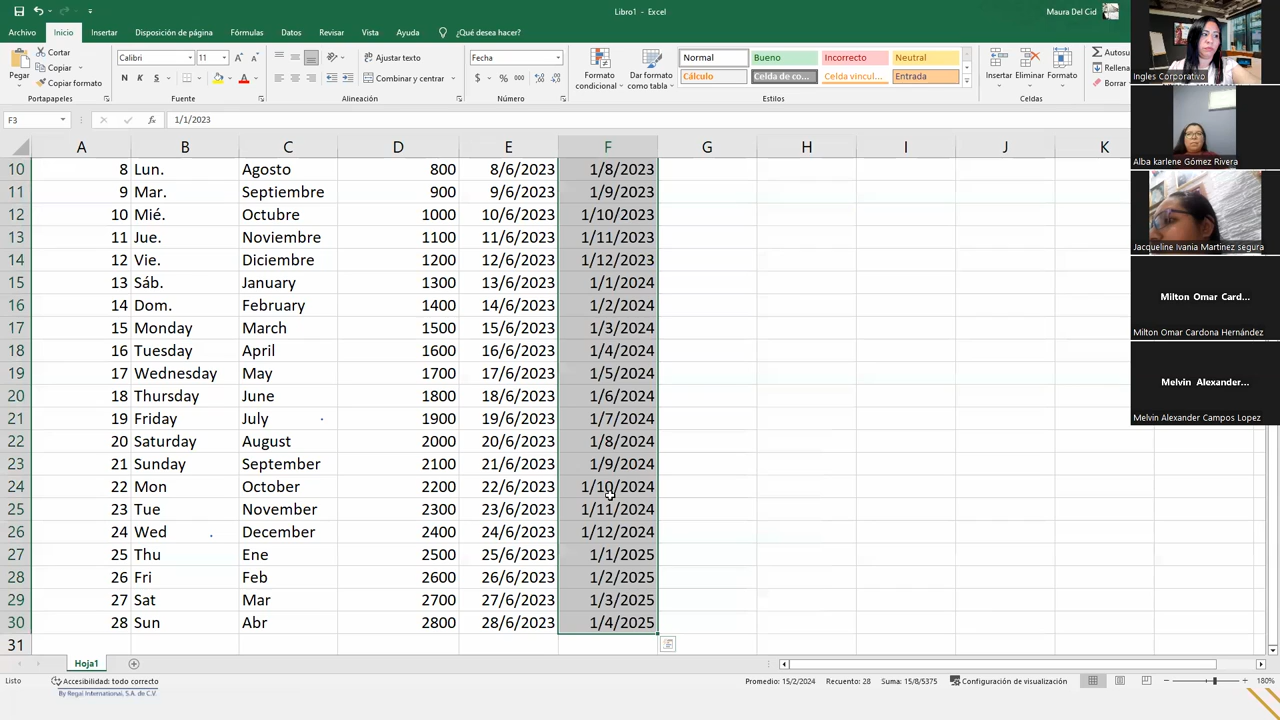 Libro1 - Excel
Maura Del Cid
Archivo Inicio Insertar Disposición de página Fórmulas Datos Revisar Vista Ayuda ¿Qué desea hacer?
Pegar
Cortar
Copiar
Copiar formato
Portapapeles
Calibri 11
N K S
Fuente
Ajustar texto
Combinar y centrar
Alineación
Fecha
$ % 000
Número
Formato condicional
Dar formato como tabla
Normal Bueno Incorrecto Neutral
Cálculo Celda de co... Celda vincul... Entrada
Estilos
Insertar Eliminar Formato
Celdas
Autosu
Rellena
Borrar
F3 fx 1/1/2023
A B C D E F G H I J K
10 8 Lun. Agosto 800 8/6/2023 1/8/2023
11 9 Mar. Septiembre 900 9/6/2023 1/9/2023
12 10 Mié. Octubre 1000 10/6/2023 1/10/2023
13 11 Jue. Noviembre 1100 11/6/2023 1/11/2023
14 12 Vie. Diciembre 1200 12/6/2023 1/12/2023
15 13 Sáb. January 1300 13/6/2023 1/1/2024
16 14 Dom. February 1400 14/6/2023 1/2/2024
17 15 Monday March 1500 15/6/2023 1/3/2024
18 16 Tuesday April 1600 16/6/2023 1/4/2024
19 17 Wednesday May 1700 17/6/2023 1/5/2024
20 18 Thursday June 1800 18/6/2023 1/6/2024
21 19 Friday July 1900 19/6/2023 1/7/2024
22 20 Saturday August 2000 20/6/2023 1/8/2024
23 21 Sunday September 2100 21/6/2023 1/9/2024
24 22 Mon October 2200 22/6/2023 1/10/2024
25 23 Tue November 2300 23/6/2023 1/11/2024
26 24 Wed December 2400 24/6/2023 1/12/2024
27 25 Thu Ene 2500 25/6/2023 1/1/2025
28 26 Fri Feb 2600 26/6/2023 1/2/2025
29 27 Sat Mar 2700 27/6/2023 1/3/2025
30 28 Sun Abr 2800 28/6/2023 1/4/2025
31
Hoja1
Listo Accesibilidad: todo correcto Promedio: 15/2/2024 Recuento: 28 Suma: 15/8/5375 Configuración de visualización 180%
By Regal International, S.A. de C.V.
Ingles Corporativo
Alba karlene Gómez Rivera
Jacqueline Ivania Martinez segura
Milton Omar Card...
Milton Omar Cardona Hernández
Melvin Alexander...
Melvin Alexander Campos Lopez